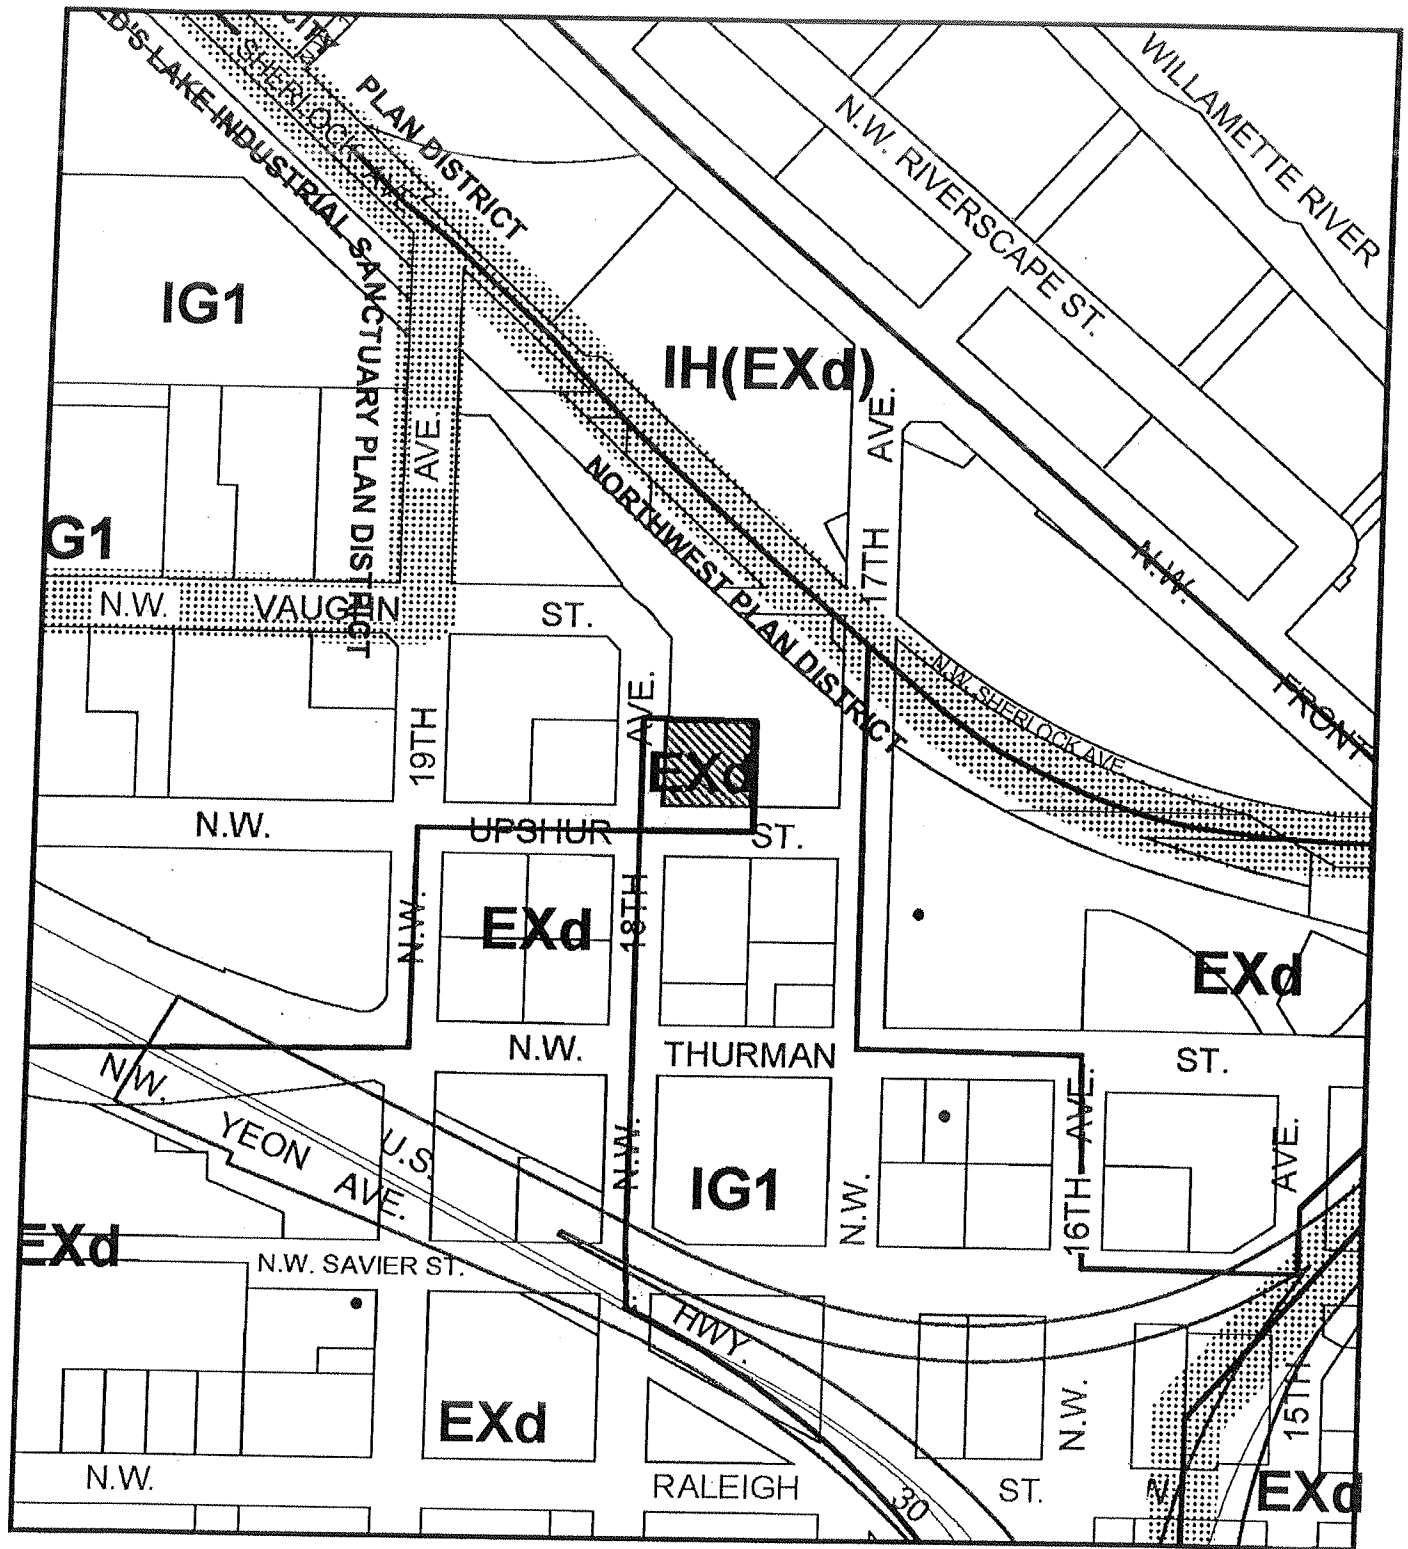 CITY
SHERLOCK AVE.
PLAN DISTRICT
LAKE INDUSTRIAL SANCTUARY PLAN DISTRICT
WILLAMETTE RIVER
N.W. RIVERSCAPE ST.
IG1
IH(EXd)
AVE.
17TH
AVE.
NORTHWEST PLAN DISTRICT
G1
N.W. VAUGHN ST.
N.W.
FRONT
N.W. SHERLOCK AVE.
AVE.
19TH
EXd
N.W. UPSHUR ST.
18TH
N.W.
EXd
EXd
N.W. THURMAN ST.
N.W.
YEON
AVE.
U.S.
N.W.
IG1
N.W.
AVE.
16TH
AVE.
EXd
N.W. SAVIER ST.
HWY.
EXd
N.W.
15TH
N.W. RALEIGH ST.
30
N.
EXd